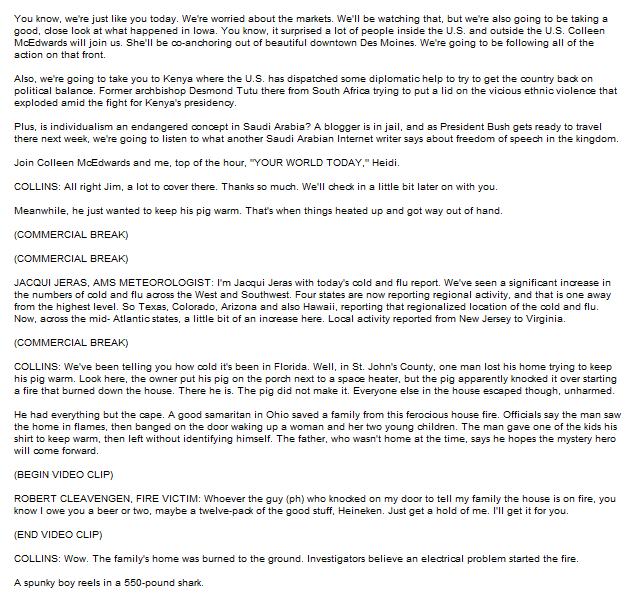 You know, we're just like you today. We're worried about the markets. We'll be watching that, but we're also going to be taking a
good, close look at what happened in Iowa. You know, it surprised a lot of people inside the U.S. and outside the U.S. Colleen
McEdwards will join us. She'll be co-anchoring out of beautiful downtown Des Moines. We're going to be following all of the
action on that front.
Also, we're going to take you to Kenya where the U.S. has dispatched some diplomatic help to try to get the country back on
political balance. Former archbishop Desmond Tutu there from South Africa trying to put a lid on the vicious ethnic violence that
exploded amid the fight for Kenya's presidency.
Plus, is individualism an endangered concept in Saudi Arabia? A blogger is in jail, and as President Bush gets ready to travel
there next week, we're going to listen to what another Saudi Arabian Internet writer says about freedom of speech in the kingdom.
Join Colleen McEdwards and me, top of the hour, "YOUR WORLD TODAY," Heidi.
COLLINS: All right Jim, a lot to cover there. Thanks so much. We'll check in a little bit later on with you.
Meanwhile, he just wanted to keep his pig warm. That's when things heated up and got way out of hand.
(COMMERCIAL BREAK)
(COMMERCIAL BREAK)
JACQUI JERAS, AMS METEOROLOGIST: I'm Jacqui Jeras with today's cold and flu report. We've seen a significant increase in
the numbers of cold and flu across the West and Southwest. Four states are now reporting regional activity, and that is one away
from the highest level. So Texas, Colorado, Arizona and also Hawaii, reporting that regionalized location of the cold and flu.
Now, across the mid- Atlantic states, a little bit of an increase here. Local activity reported from New Jersey to Virginia.
(COMMERCIAL BREAK)
COLLINS: We've been telling you how cold it's been in Florida. Well, in St. John's County, one man lost his home trying to keep
his pig warm. Look here, the owner put his pig on the porch next to a space heater, but the pig apparently knocked it over starting
a fire that burned down the house. There he is. The pig did not make it. Everyone else in the house escaped though, unharmed.
He had everything but the cape. A good samaritan in Ohio saved a family from this ferocious house fire. Officials say the man saw
the home in flames, then banged on the door waking up a woman and her two young children. The man gave one of the kids his
shirt to keep warm, then left without identifying himself. The father, who wasn't home at the time, says he hopes the mystery hero
will come forward.
(BEGIN VIDEO CLIP)
ROBERT CLEAVENGEN, FIRE VICTIM: Whoever the guy (ph) who knocked on my door to tell my family the house is on fire, you
know I owe you a beer or two, maybe a twelve-pack of the good stuff, Heineken. Just get a hold of me. I'll get it for you.
(END VIDEO CLIP)
COLLINS: Wow. The family's home was burned to the ground. Investigators believe an electrical problem started the fire.
A spunky boy reels in a 550-pound shark.